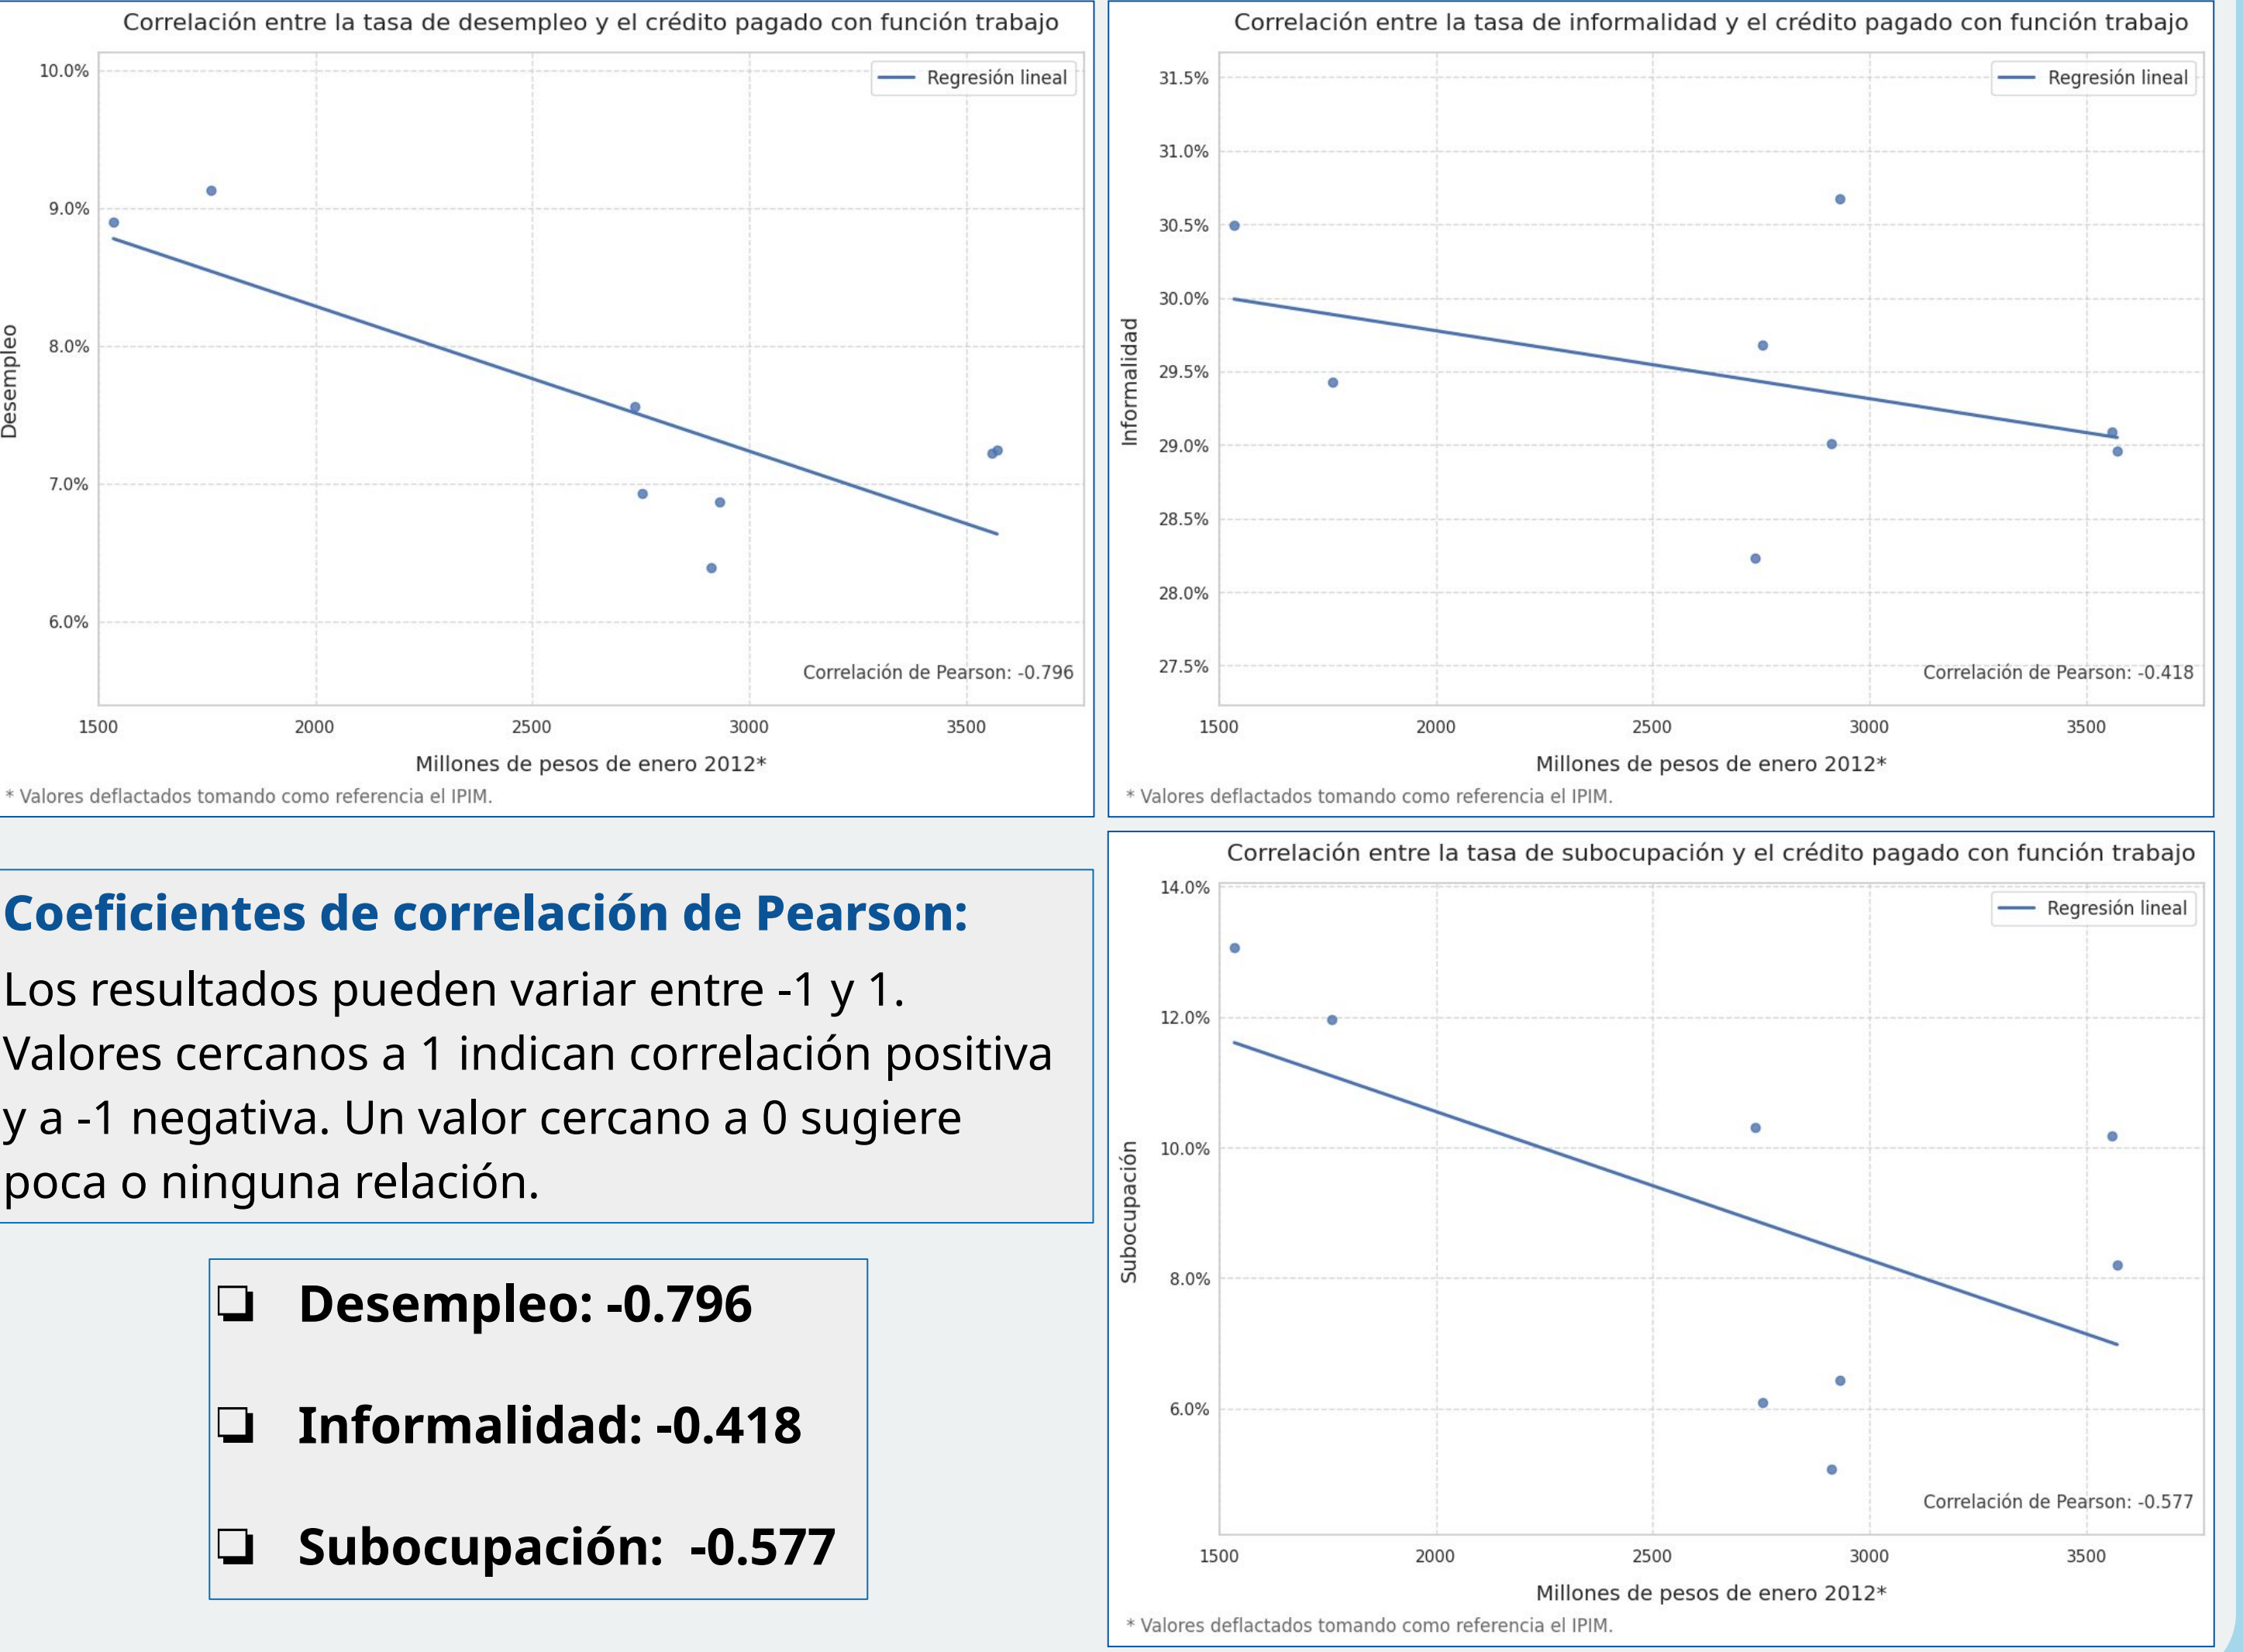 Correlación entre la tasa de desempleo y el crédito pagado con función trabajo
Regresión lineal
10.0%
9.0%
8.0%
7.0%
6.0%
Desempleo
Correlación de Pearson: -0.796
1500 2000 2500 3000 3500
Millones de pesos de enero 2012*
* Valores deflactados tomando como referencia el IPIM.
Correlación entre la tasa de informalidad y el crédito pagado con función trabajo
Regresión lineal
31.5%
31.0%
30.5%
30.0%
29.5%
29.0%
28.5%
28.0%
27.5%
Informalidad
Correlación de Pearson: -0.418
1500 2000 2500 3000 3500
Millones de pesos de enero 2012*
* Valores deflactados tomando como referencia el IPIM.
Coeficientes de correlación de Pearson:
Los resultados pueden variar entre -1 y 1.
Valores cercanos a 1 indican correlación positiva
y a -1 negativa. Un valor cercano a 0 sugiere
poca o ninguna relación.
❏ Desempleo: -0.796
❏ Informalidad: -0.418
❏ Subocupación: -0.577
Correlación entre la tasa de subocupación y el crédito pagado con función trabajo
Regresión lineal
14.0%
12.0%
10.0%
8.0%
6.0%
Subocupación
Correlación de Pearson: -0.577
1500 2000 2500 3000 3500
Millones de pesos de enero 2012*
* Valores deflactados tomando como referencia el IPIM.